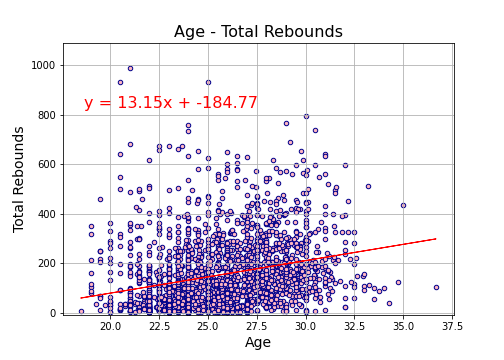 Age - Total Rebounds
1000
800
600
400
200
0
y = 13.15x + -184.77
Total Rebounds
20.0 22.5 25.0 27.5 30.0 32.5 35.0 37.5
Age